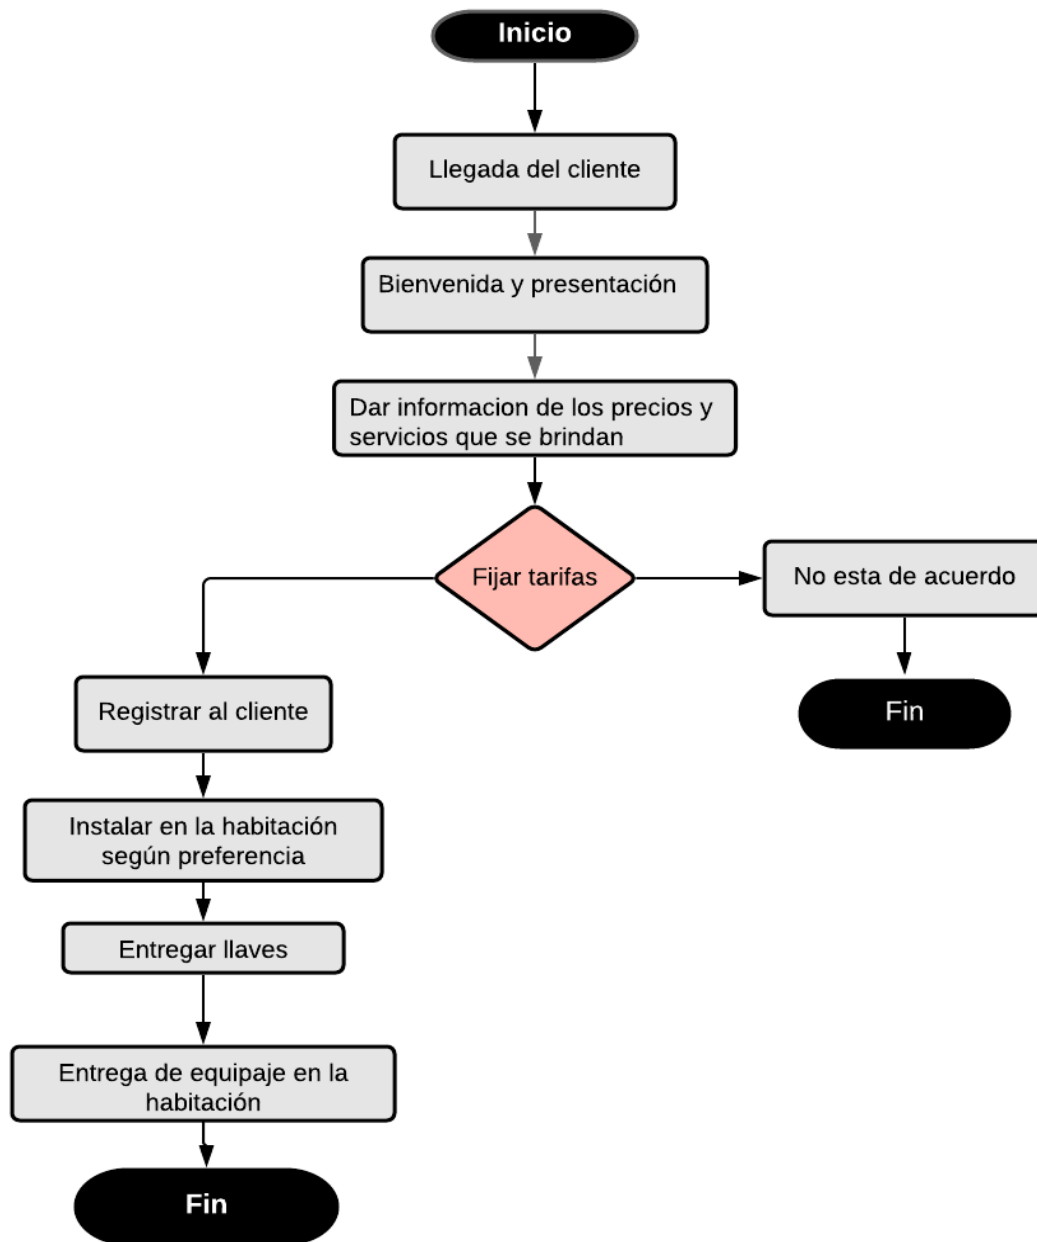 Inicio
Llegada del cliente
Bienvenida y presentación
Dar informacion de los precios y
servicios que se brindan
Fijar tarifas
No esta de acuerdo
Fin
Registrar al cliente
Instalar en la habitación
según preferencia
Entregar llaves
Entrega de equipaje en la
habitación
Fin